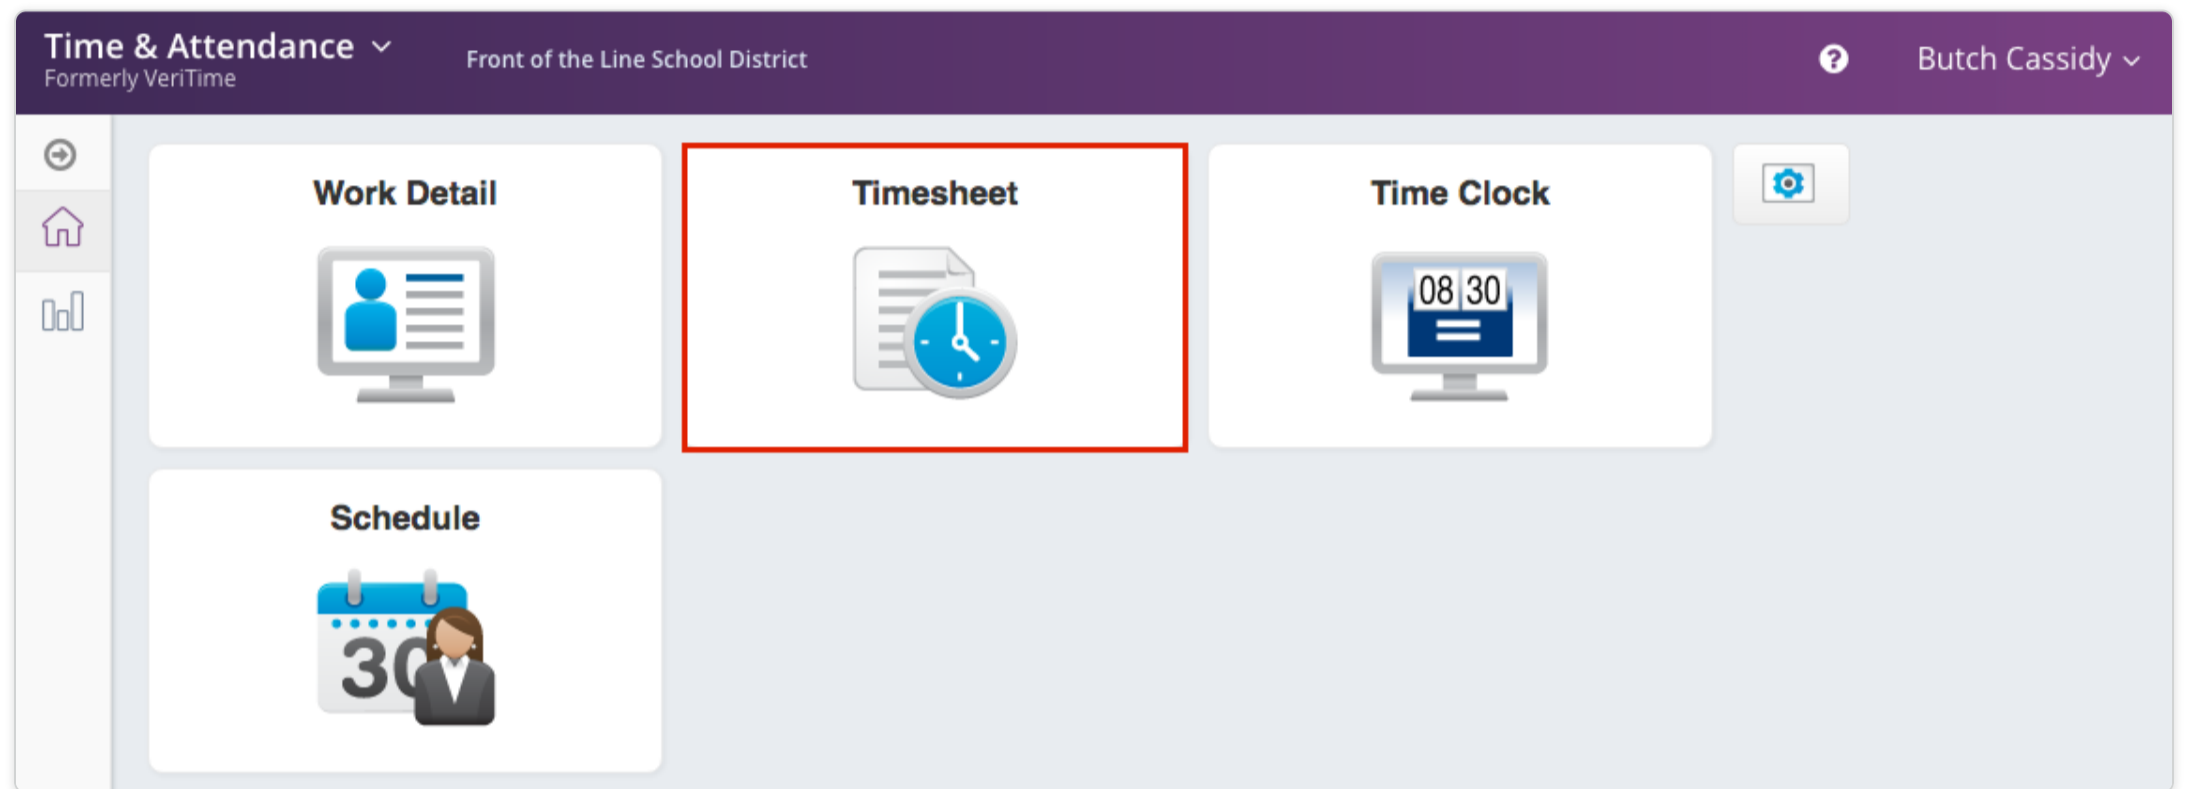 Time & Attendance
Formerly VeriTime
Front of the Line School District
?
Butch Cassidy
Work Detail
Timesheet
Time Clock
08 30
Schedule
30